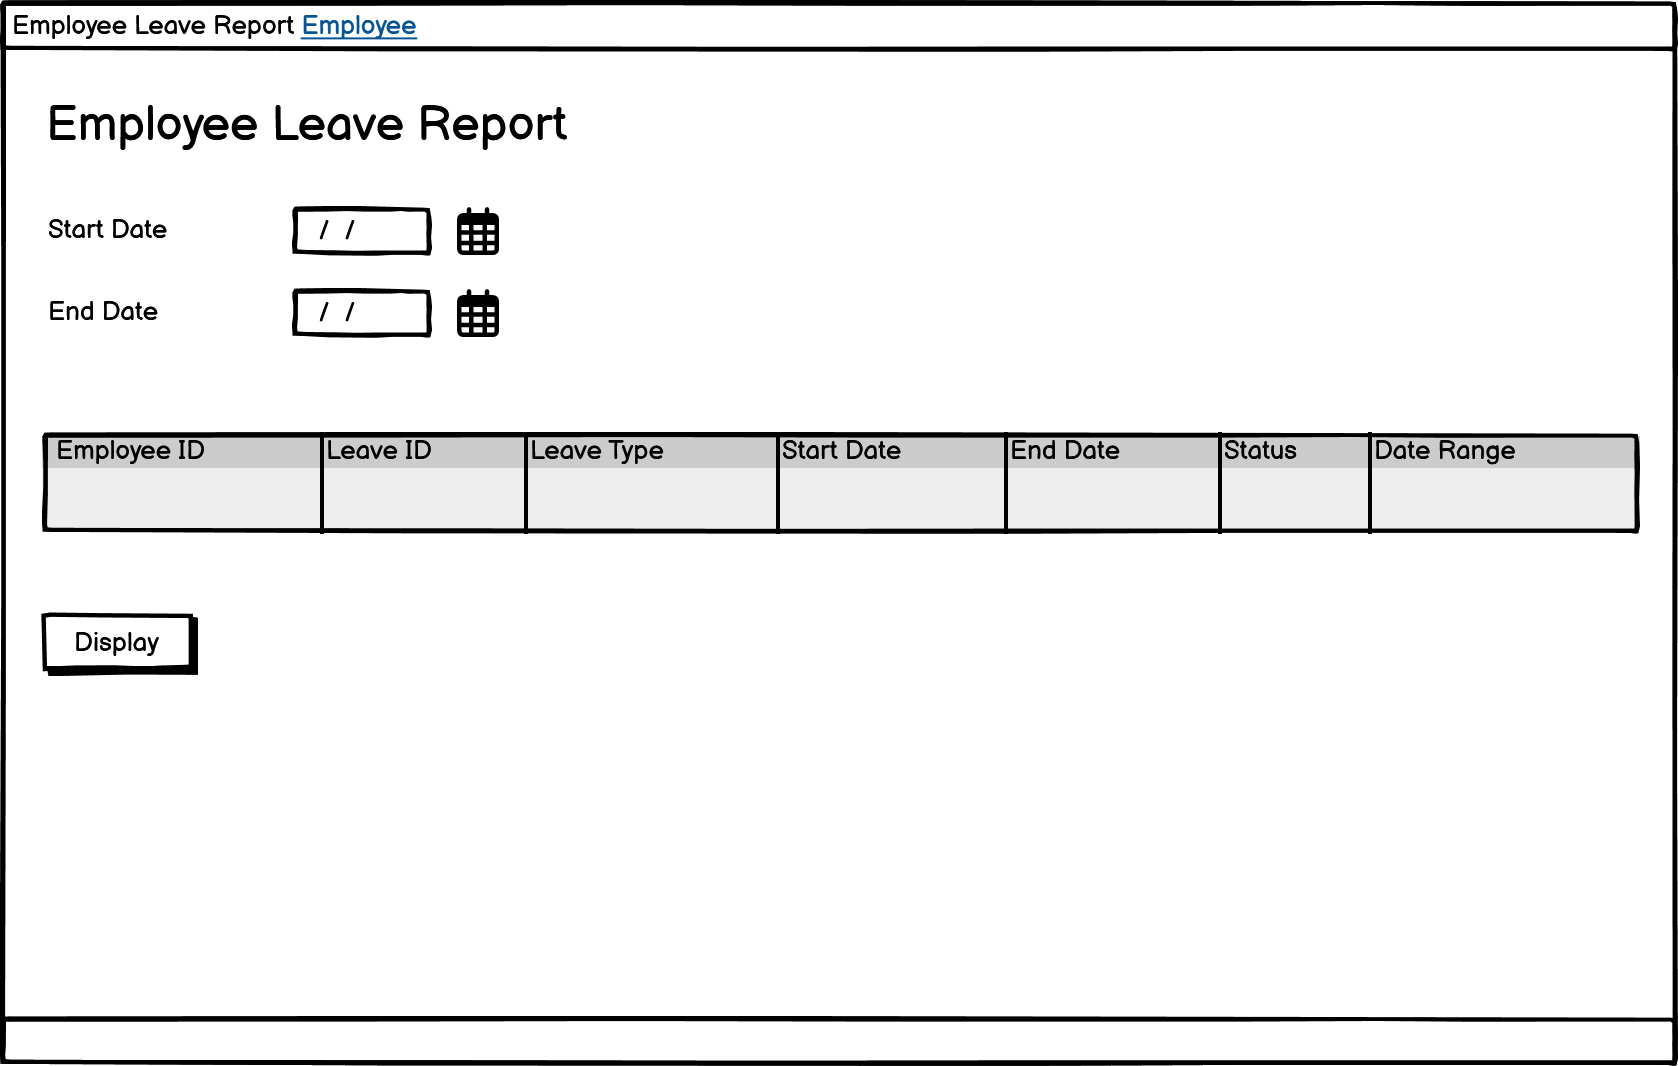 Employee Leave Report Employee
Employee Leave Report
Start Date / /
End Date / /
Employee ID Leave ID Leave Type Start Date End Date Status Date Range
Display